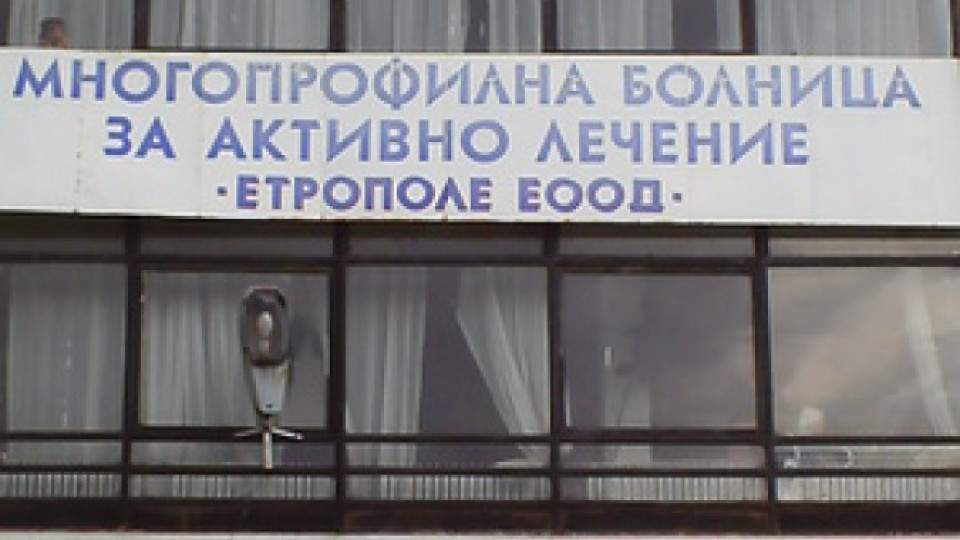 МНОГОПРОФИЛНА БОЛНИЦА
ЗА АКТИВНО ЛЕЧЕНИЕ
·ЕТРОПОЛЕ ЕООД·